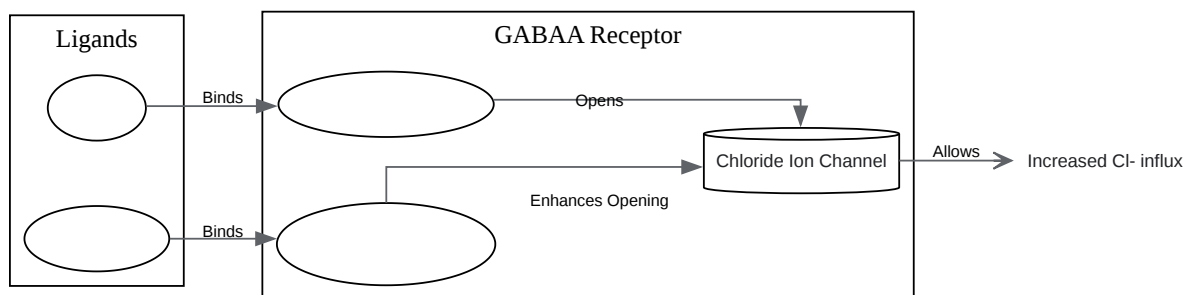 Ligands
GABAA Receptor
Binds
Opens
Chloride Ion Channel
Allows
Increased Cl- influx
Enhances Opening
Binds